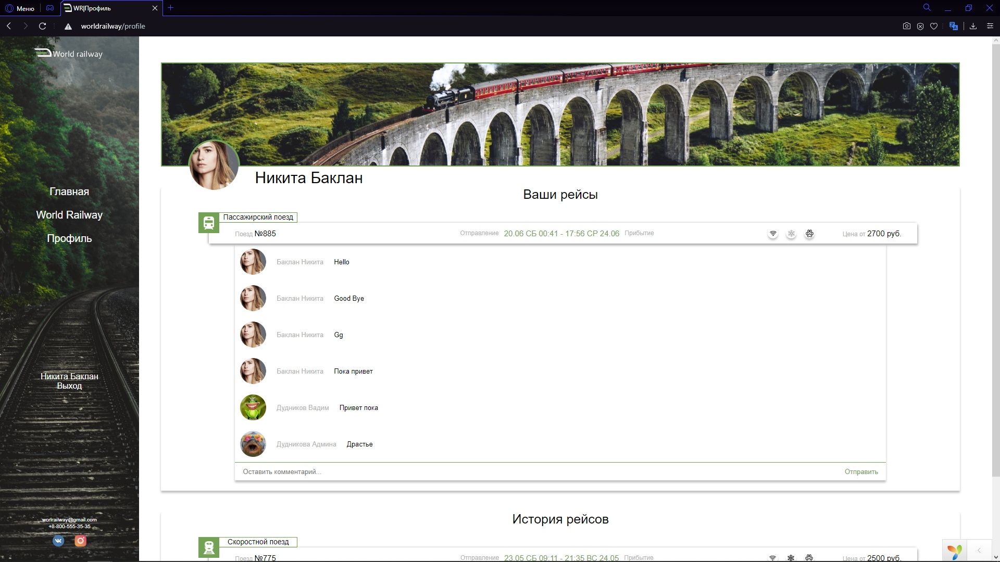 Меню
WR|Профиль
worldrailway/profile
World railway
Главная
World Railway
Профиль
Никита Баклан
Выход
worlrailway@gmail.com
+8-800-555-35-35
Никита Баклан
Ваши рейсы
Пассажирский поезд
Поезд №885 Отправление 20.06 СБ 00:41 - 17:56 СР 24.06 Прибытие Цена от 2700 руб.
Баклан Никита Hello
Баклан Никита Good Bye
Баклан Никита Gg
Баклан Никита Пока привет
Дудников Вадим Привет пока
Дудникова Админа Драстье
Оставить комментарий... Отправить
История рейсов
Скоростной поезд
Поезд №775 Отправление 23.05 СБ 09:11 - 21:35 ВС 24.05 Прибытие Цена от 2500 руб.